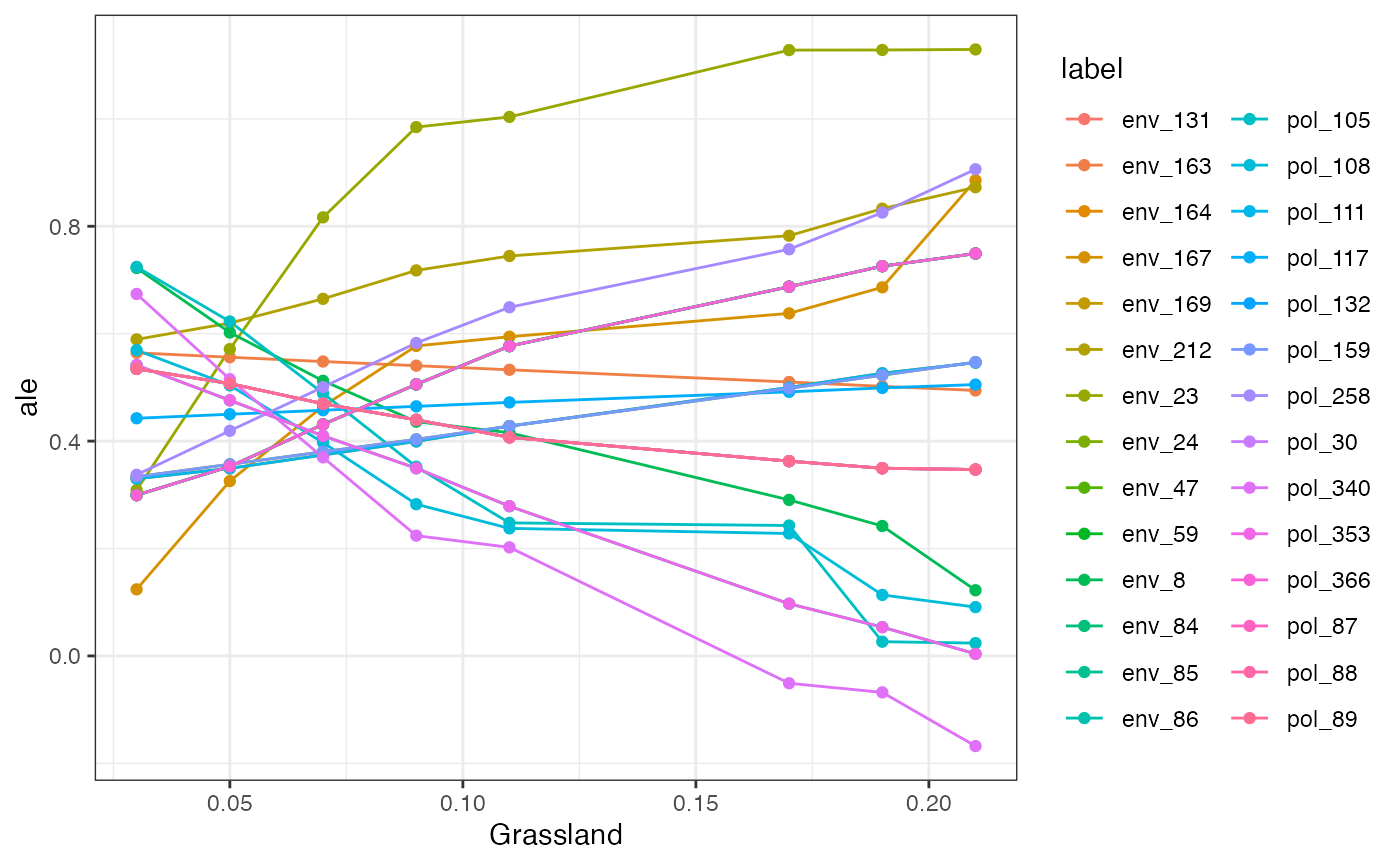 label
env_131 pol_105
env_163 pol_108
env_164 pol_111
env_167 pol_117
env_169 pol_132
env_212 pol_159
env_23 pol_258
env_24 pol_30
env_47 pol_340
env_59 pol_353
env_8 pol_366
env_84 pol_87
env_85 pol_88
env_86 pol_89
ale
0.8
0.4
0.0
0.05 0.10 0.15 0.20
Grassland